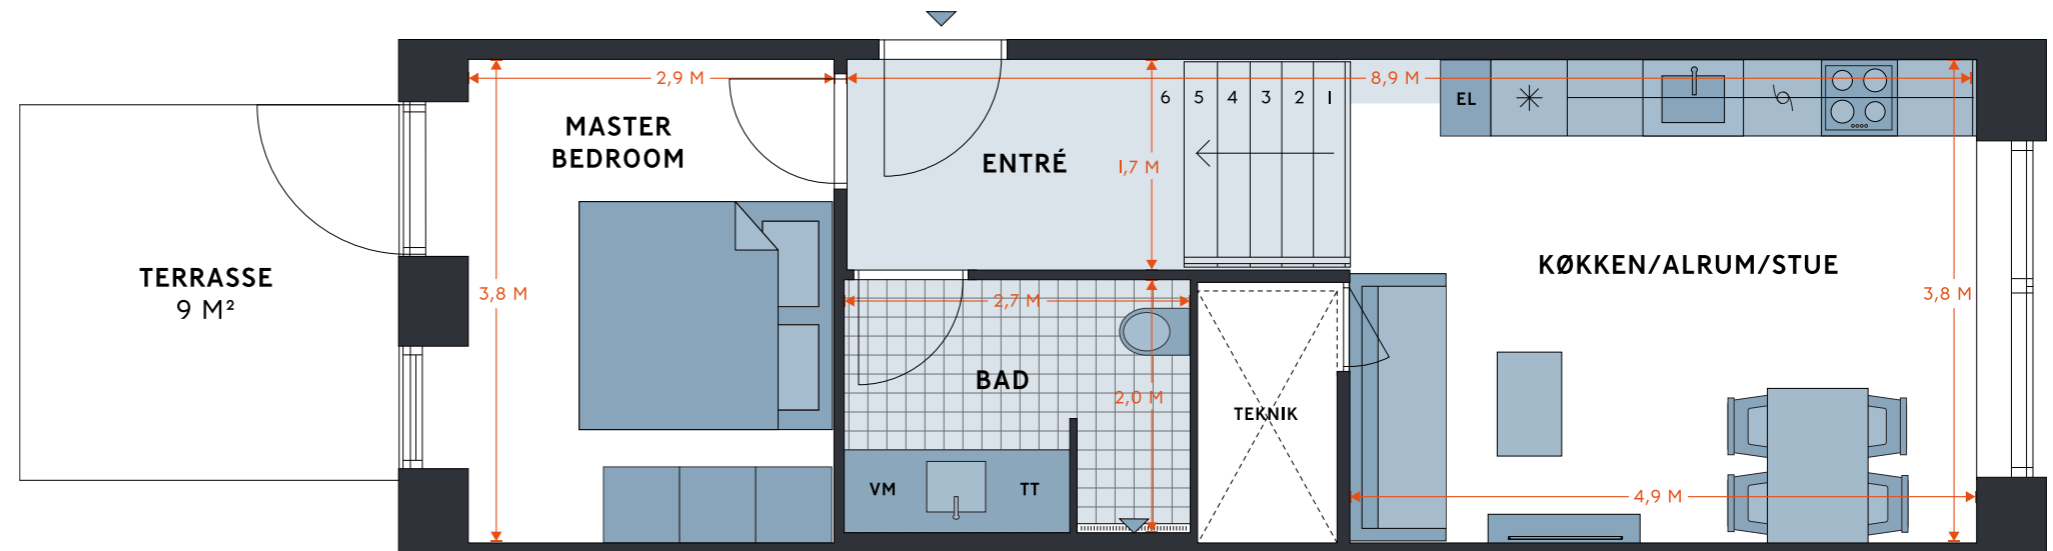 2,9 M
8,9 M
6 5 4 3 2 1
EL
MASTER
BEDROOM
ENTRÉ
1,7 M
KØKKEN/ALRUM/STUE
TERRASSE
9 M²
3,8 M
2,7 M
3,8 M
BAD
2,0 M
TEKNIK
VM
TT
4,9 M